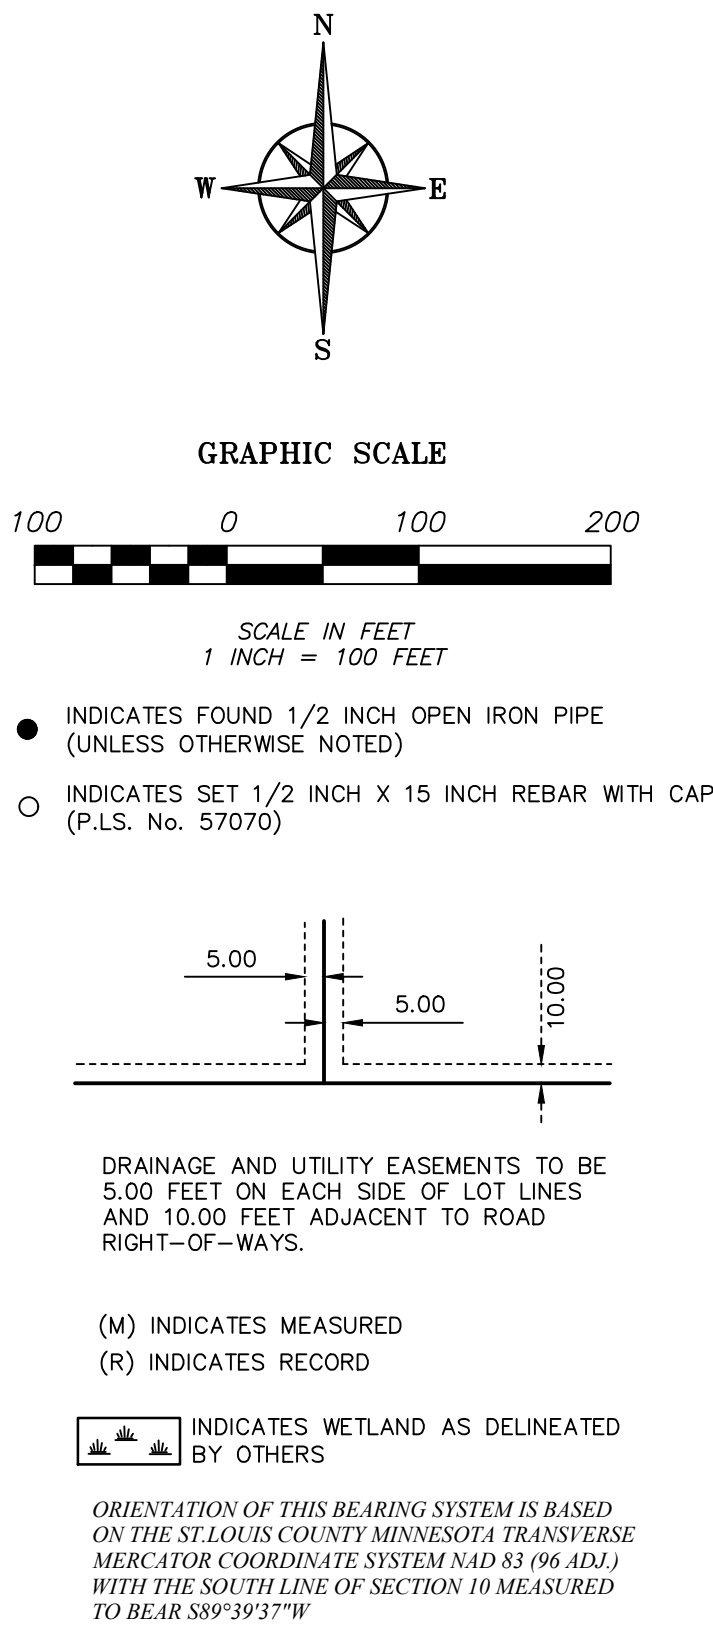 N
W E
S
GRAPHIC SCALE
100 0 100 200
SCALE IN FEET
1 INCH = 100 FEET
INDICATES FOUND 1/2 INCH OPEN IRON PIPE
(UNLESS OTHERWISE NOTED)
INDICATES SET 1/2 INCH X 15 INCH REBAR WITH CAP
(P.LS. No. 57070)
5.00
5.00
10.00
DRAINAGE AND UTILITY EASEMENTS TO BE
5.00 FEET ON EACH SIDE OF LOT LINES
AND 10.00 FEET ADJACENT TO ROAD
RIGHT-OF-WAYS.
(M) INDICATES MEASURED
(R) INDICATES RECORD
INDICATES WETLAND AS DELINEATED
BY OTHERS
ORIENTATION OF THIS BEARING SYSTEM IS BASED
ON THE ST.LOUIS COUNTY MINNESOTA TRANSVERSE
MERCATOR COORDINATE SYSTEM NAD 83 (96 ADJ.)
WITH THE SOUTH LINE OF SECTION 10 MEASURED
TO BEAR S89°39'37"W